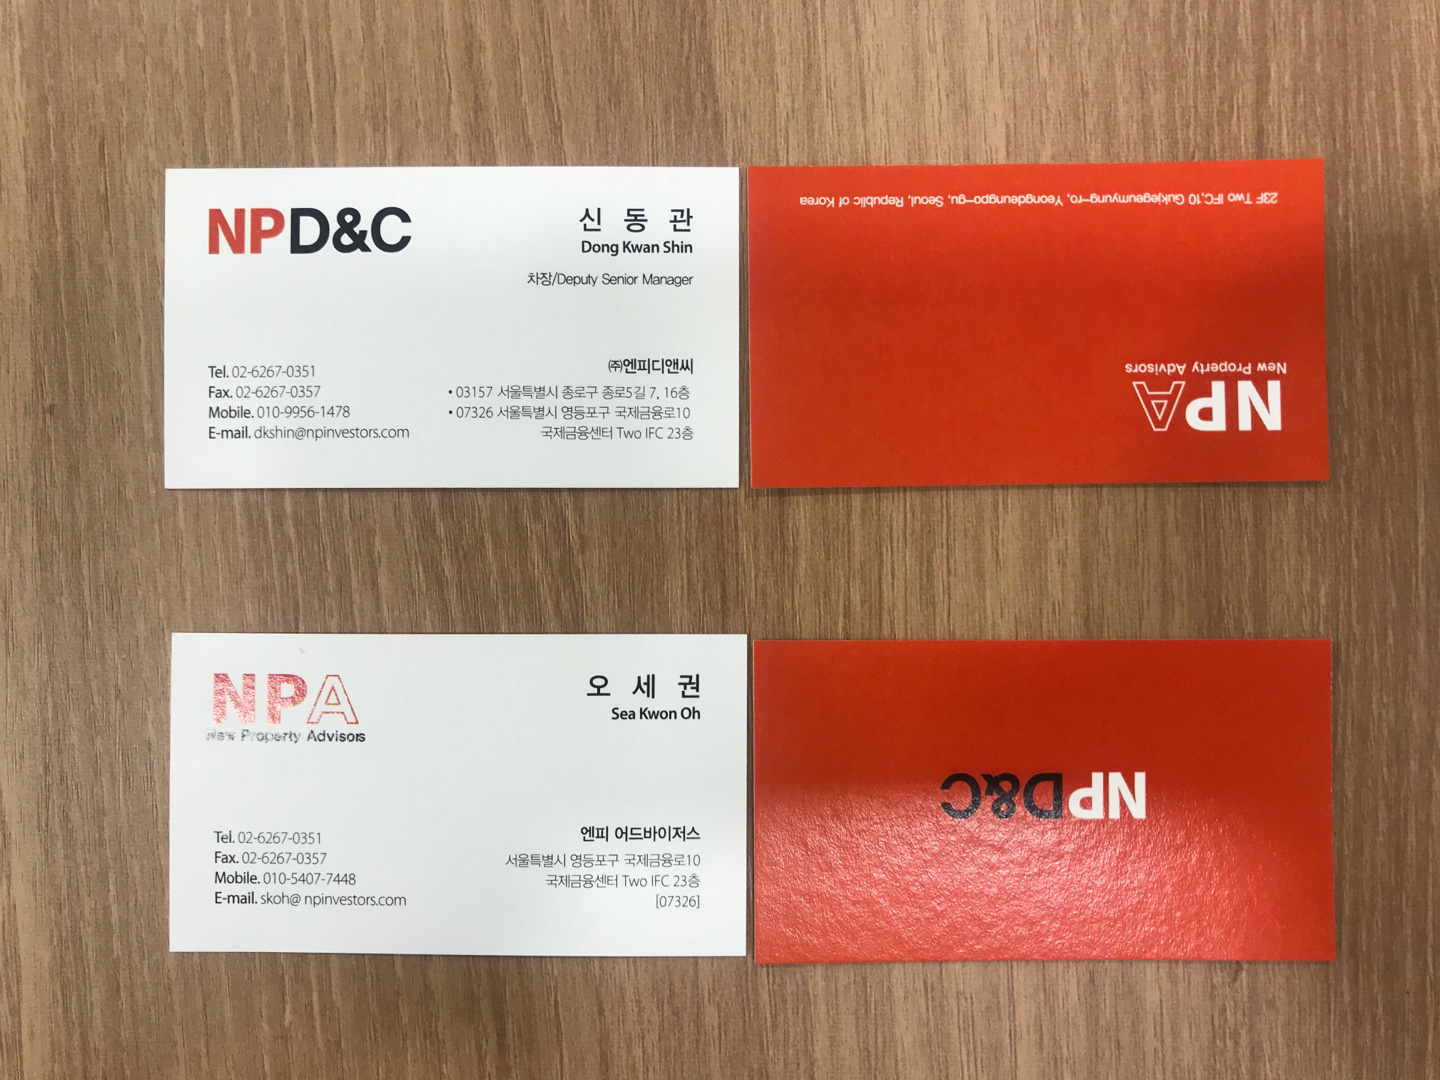 NPD&C
신 동 관
Dong Kwan Shin
차장/Deputy Senior Manager
Tel. 02-6267-0351
Fax. 02-6267-0357
Mobile. 010-9956-1478
E-mail. dkshin@npinvestors.com
㈜엔피디앤씨
• 03157 서울특별시 종로구 종로5길 7, 16층
• 07326 서울특별시 영등포구 국제금융로10
국제금융센터 Two IFC 23층
NPA
New Property Advisors
23F Two IFC,10 Gukjegeumyung-ro, Yeongdeungpo-gu, Seoul, Republic of Korea
NPA
New Property Advisors
오 세 권
Sea Kwon Oh
Tel. 02-6267-0351
Fax. 02-6267-0357
Mobile. 010-5407-7448
E-mail. skoh@ npinvestors.com
엔피 어드바이저스
서울특별시 영등포구 국제금융로10
국제금융센터 Two IFC 23층
[07326]
NPD&C